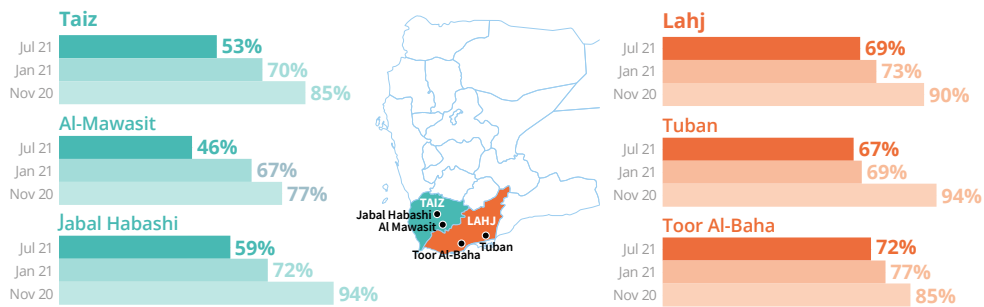 Taiz
Jul 21 53%
Jan 21 70%
Nov 20 85%
Al-Mawasit
Jul 21 46%
Jan 21 67%
Nov 20 77%
Jabal Habashi
Jul 21 59%
Jan 21 72%
Nov 20 94%
TAIZ
Jabal Habashi
LAHJ
Al Mawasit
Tuban
Toor Al-Baha
Lahj
Jul 21 69%
Jan 21 73%
Nov 20 90%
Tuban
Jul 21 67%
Jan 21 69%
Nov 20 94%
Toor Al-Baha
Jul 21 72%
Jan 21 77%
Nov 20 85%